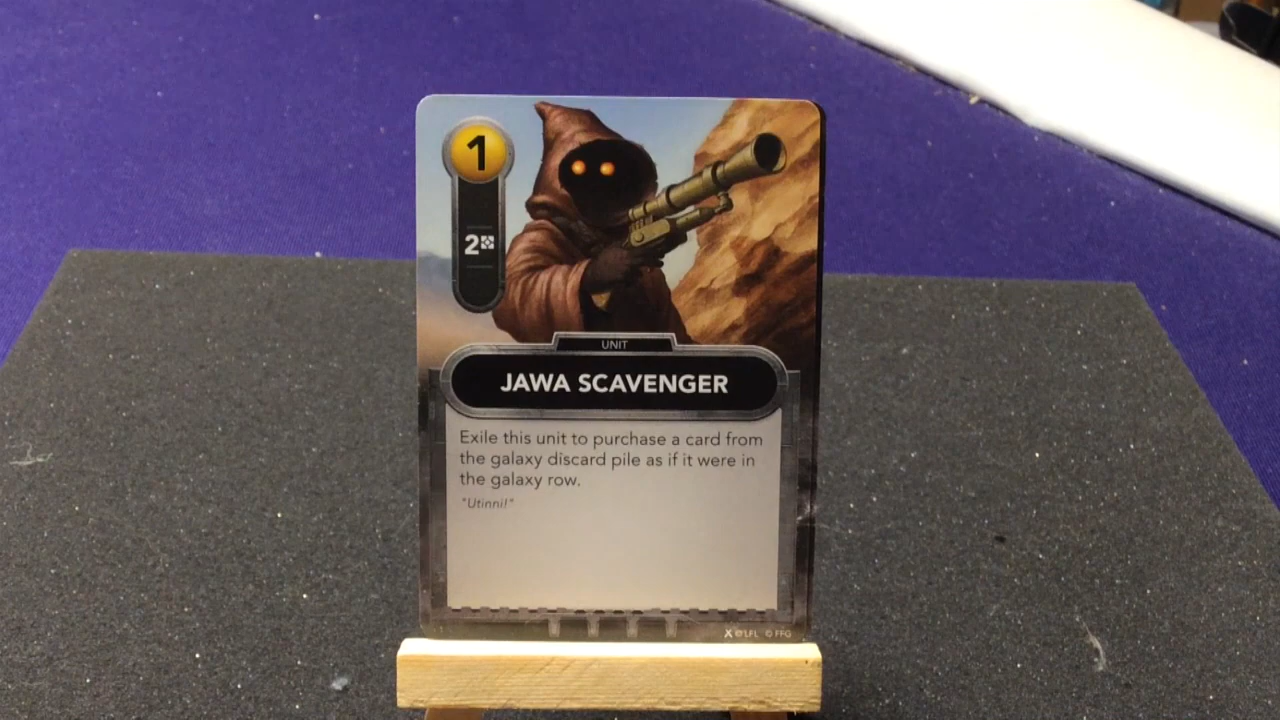 1
2
UNIT
JAWA SCAVENGER
Exile this unit to purchase a card from
the galaxy discard pile as if it were in
the galaxy row.
"Utinni!"
© LFL © FFG